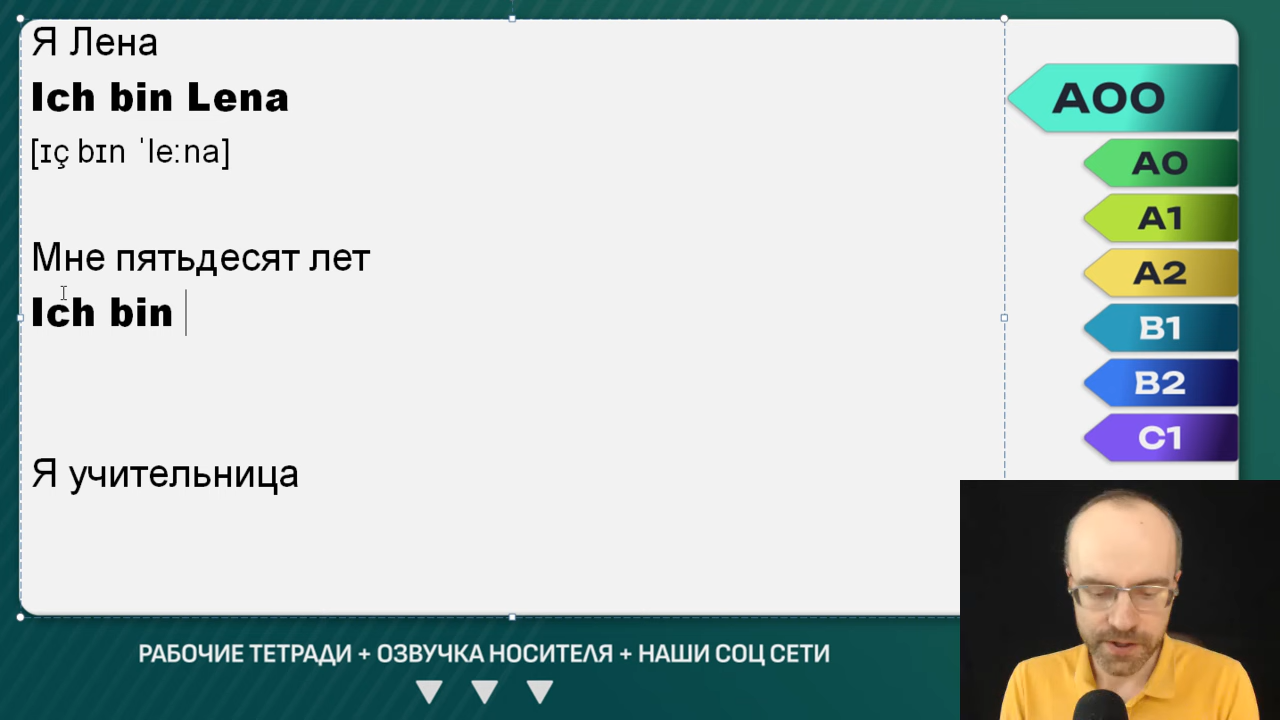 Я Лена
Ich bin Lena
[ɪç bɪn ˈleːna]
Мне пятьдесят лет
Ich bin
Я учительница
A00
A0
A1
A2
B1
B2
C1
РАБОЧИЕ ТЕТРАДИ + ОЗВУЧКА НОСИТЕЛЯ + НАШИ СОЦ СЕТИ